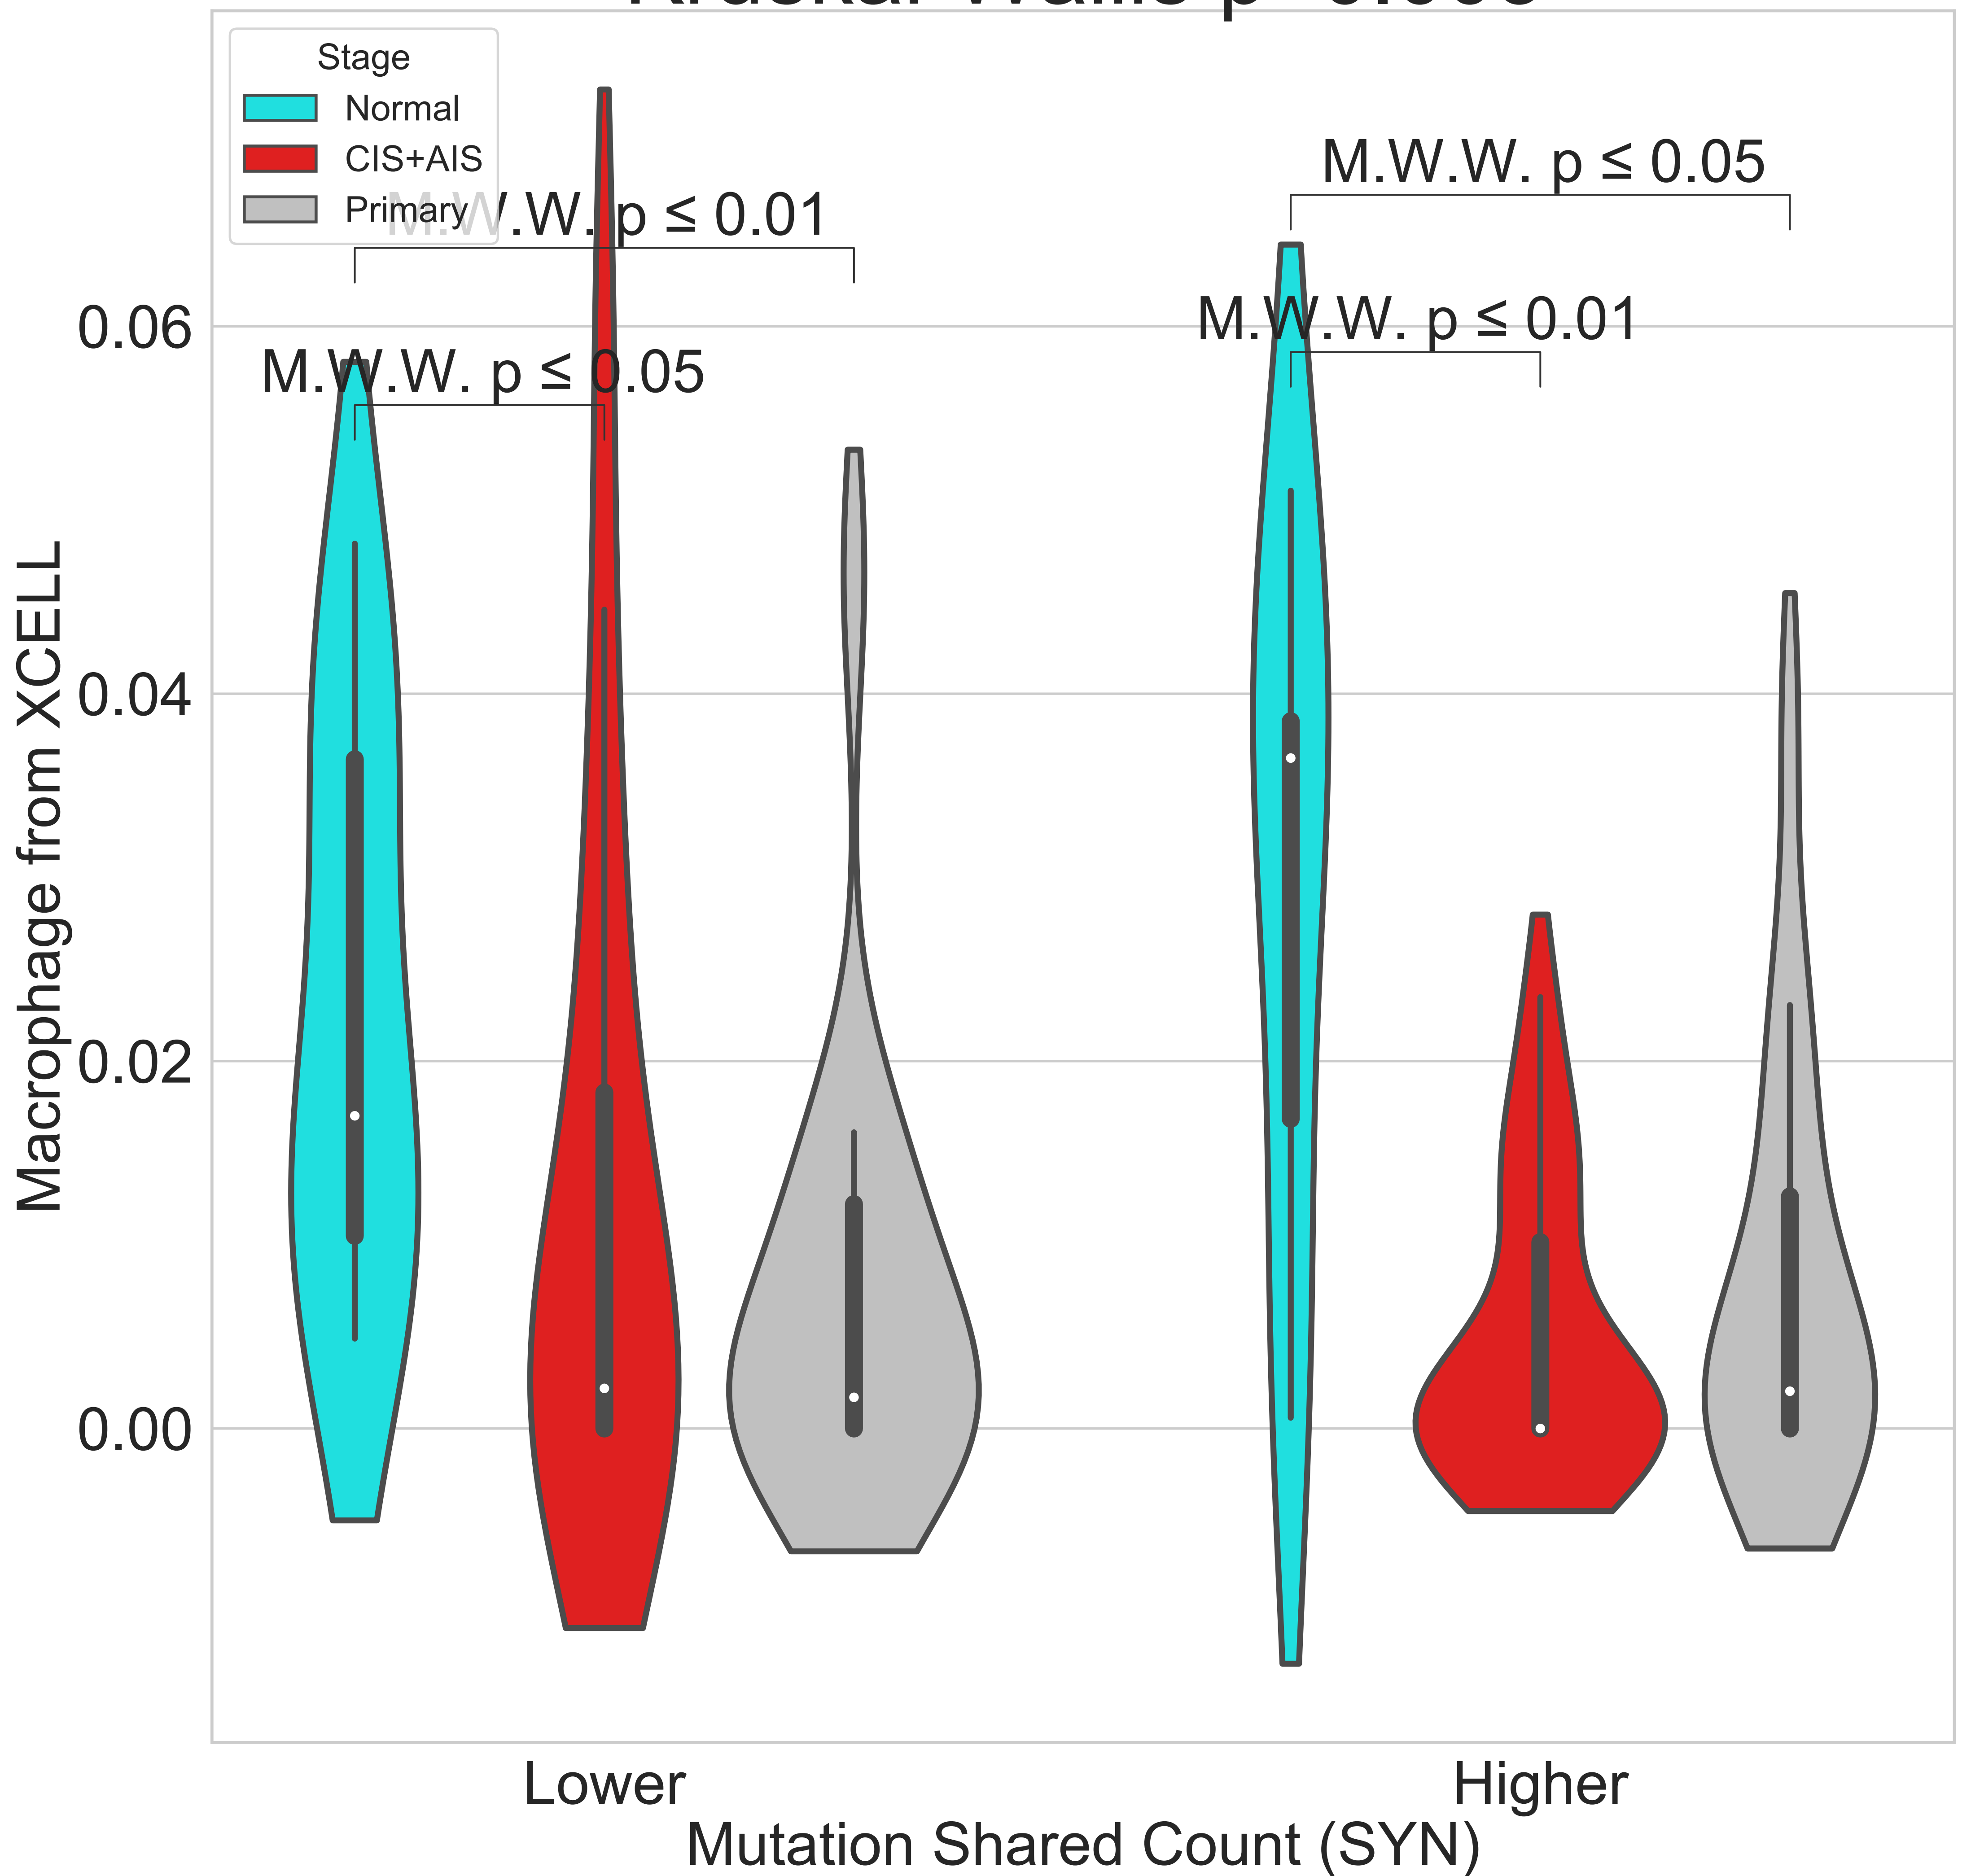 Stage
Normal
CIS+AIS
Primary
M.W.W. p ≤ 0.01
M.W.W. p ≤ 0.05
M.W.W. p ≤ 0.05
M.W.W. p ≤ 0.01
0.06
0.04
0.02
0.00
Macrophage from XCELL
Lower
Higher
Mutation Shared Count (SYN)